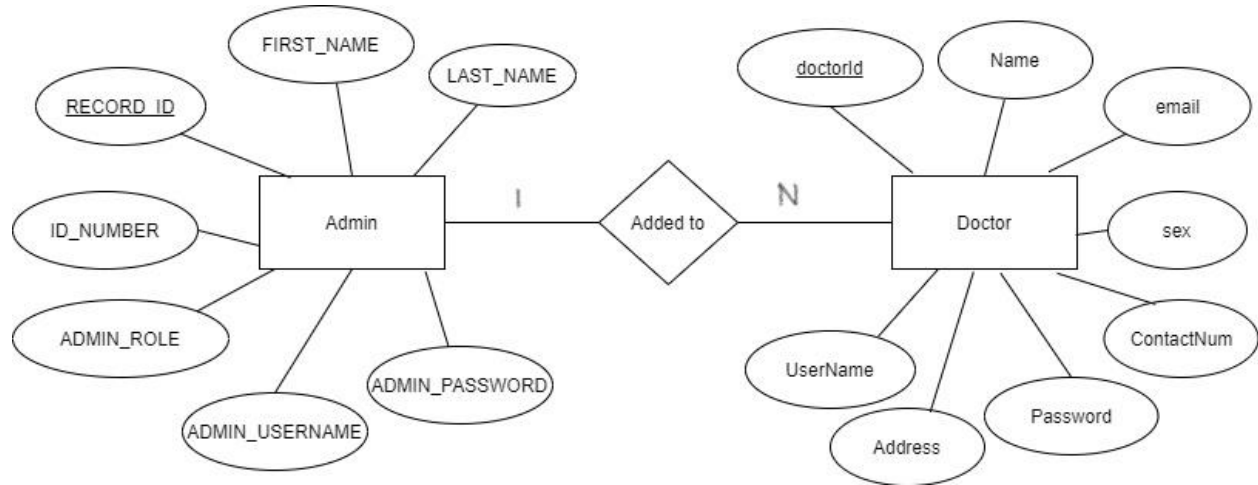 FIRST_NAME
LAST_NAME
RECORD_ID
ID_NUMBER
ADMIN_ROLE
ADMIN_USERNAME
ADMIN_PASSWORD
Admin
1
Added to
N
Doctor
doctorId
Name
email
sex
ContactNum
Password
Address
UserName